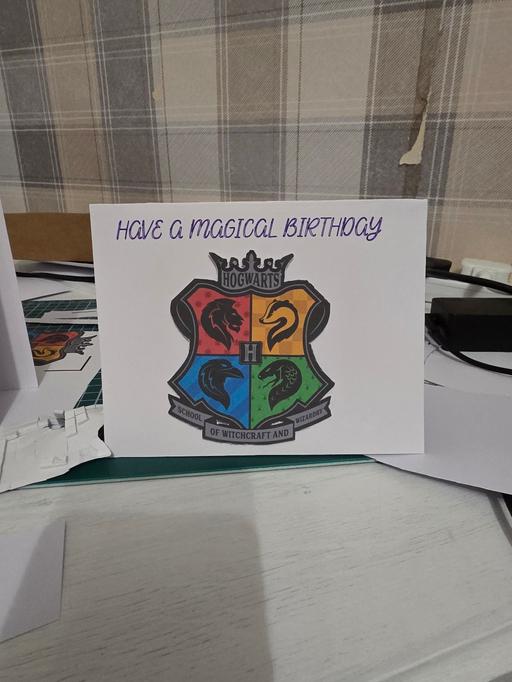 HAVE A MAGICAL BIRTHDAY
HOGWARTS
H
SCHOOL
OF WITCHCRAFT AND
WIZARDRY